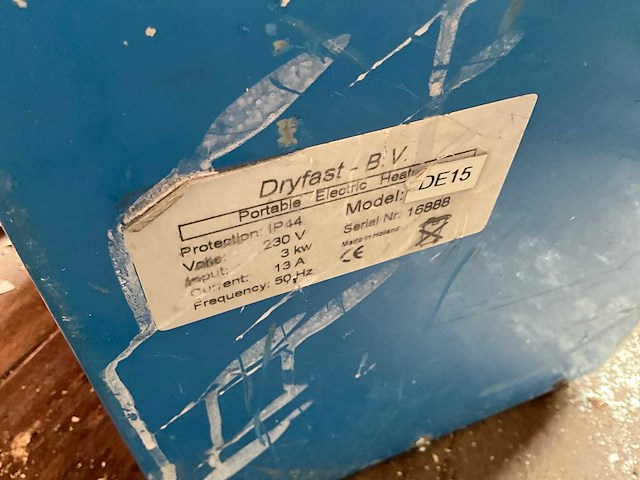 Dryfast - B.V.
Portable Electric Heat
Protection: IP44
Volte: 230 V
Input: 3 kw
Current: 13 A
Frequency: 50 Hz
Model: DE15
Serial Nr. 16888
Made in Holland
CE